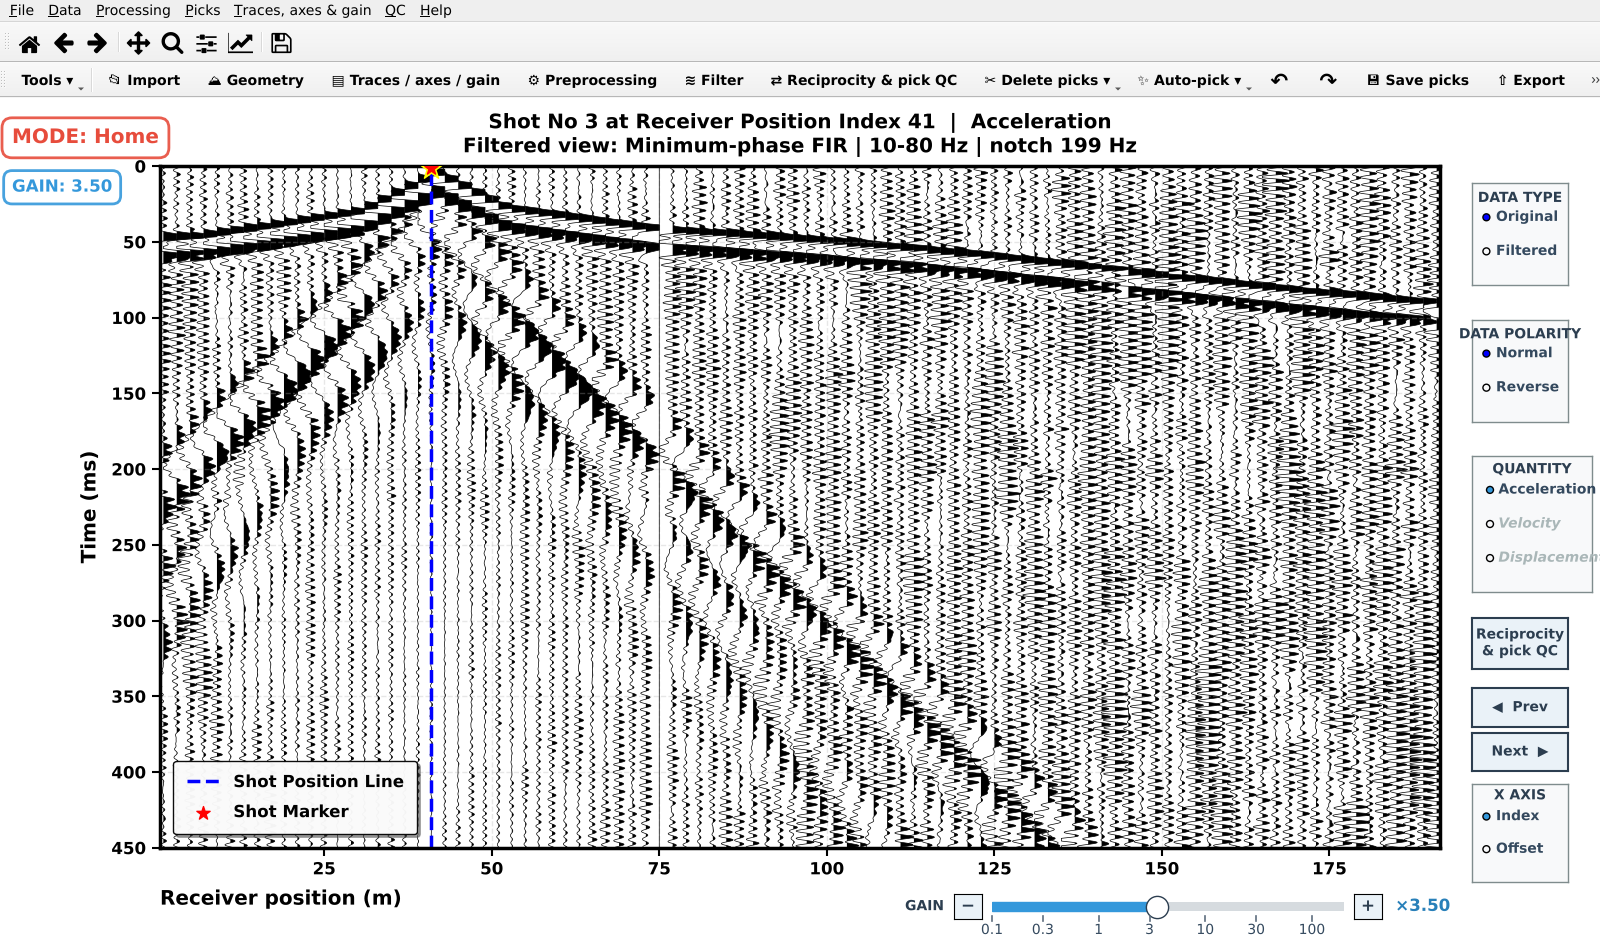 File Data Processing Picks Traces, axes & gain QC Help
Tools ▾ Import Geometry Traces / axes / gain Preprocessing Filter Reciprocity & pick QC Delete picks ▾ Auto-pick ▾ Save picks Export
MODE: Home
GAIN: 3.50
Shot No 3 at Receiver Position Index 41 | Acceleration
Filtered view: Minimum-phase FIR | 10-80 Hz | notch 199 Hz
0
50
100
150
200
250
300
350
400
450
Time (ms)
25 50 75 100 125 150 175
Receiver position (m)
Shot Position Line
Shot Marker
DATA TYPE
Original
Filtered
DATA POLARITY
Normal
Reverse
QUANTITY
Acceleration
Velocity
Displacemen
Reciprocity
& pick QC
◀ Prev
Next ▶
X AXIS
Index
Offset
GAIN − + ×3.50
0.1 0.3 1 3 10 30 100